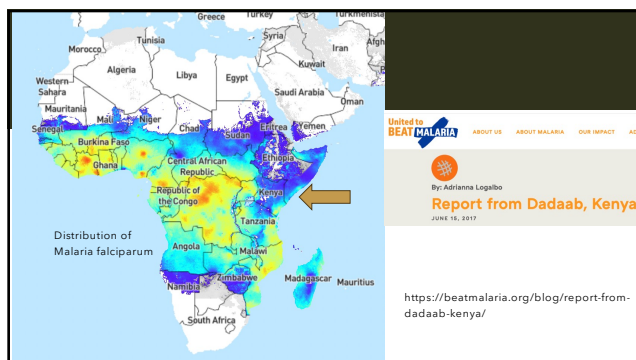 Greece
Turkey
Turkmenista
Tunisia
Syria
Morocco
Iran
Afgh
Kuwait
Algeria
Libya
Egypt
Western
Sahara
Saudi Arabia
Oman
Mauritania
Mali
Niger
Chad
Sudan
Eritrea
Yemen
Senegal
Burkina Faso
Ghana
Central African
Republic
Ethiopia
Republic of
the Congo
Kenya
Tanzania
Angola
Malawi
Zimbabwe
Namibia
Madagascar
Mauritius
South Africa
Distribution of
Malaria falciparum
United to
BEAT MALARIA
ABOUT US ABOUT MALARIA OUR IMPACT AD
By: Adrianna Logalbo
Report from Dadaab, Kenya
JUNE 15, 2017
https://beatmalaria.org/blog/report-from-
dadaab-kenya/